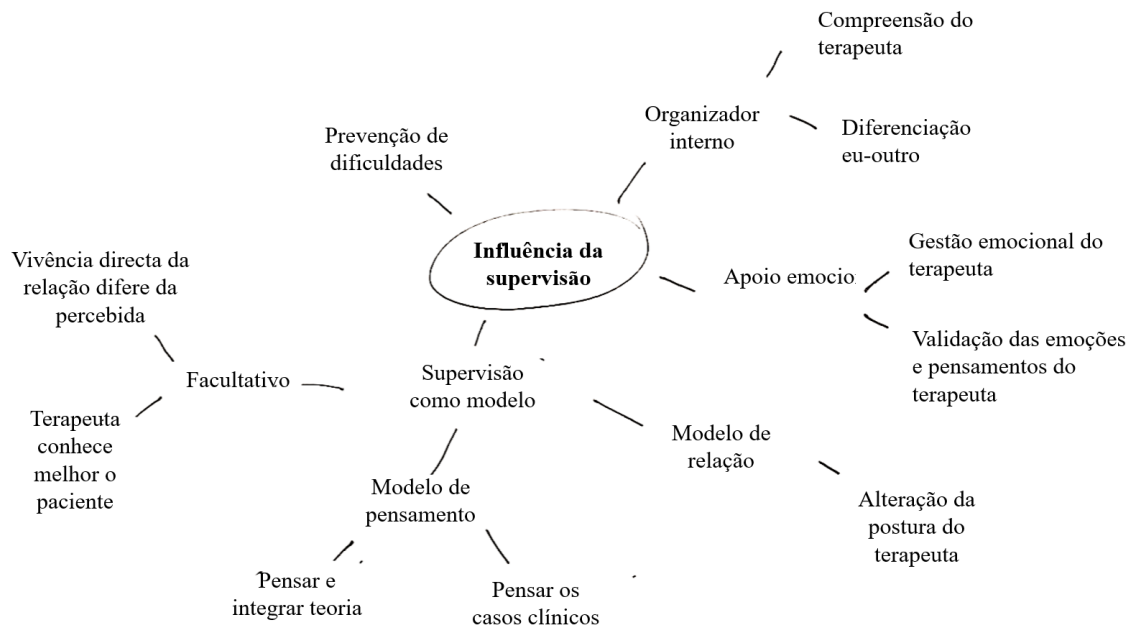 Compreensão do
terapeuta
Organizador
interno
Diferenciação
eu-outro
Prevenção de
dificuldades
Influência da
supervisão
Gestão emocional do
terapeuta
Apoio emocio
Validação das emoções
e pensamentos do
terapeuta
Vivência directa da
relação difere da
percebida
Facultativo
Supervisão
como modelo
Terapeuta
conhece
melhor o
paciente
Modelo de
relação
Alteração da
postura do
terapeuta
Modelo de
pensamento
Pensar e
integrar teoria
Pensar os
casos clínicos